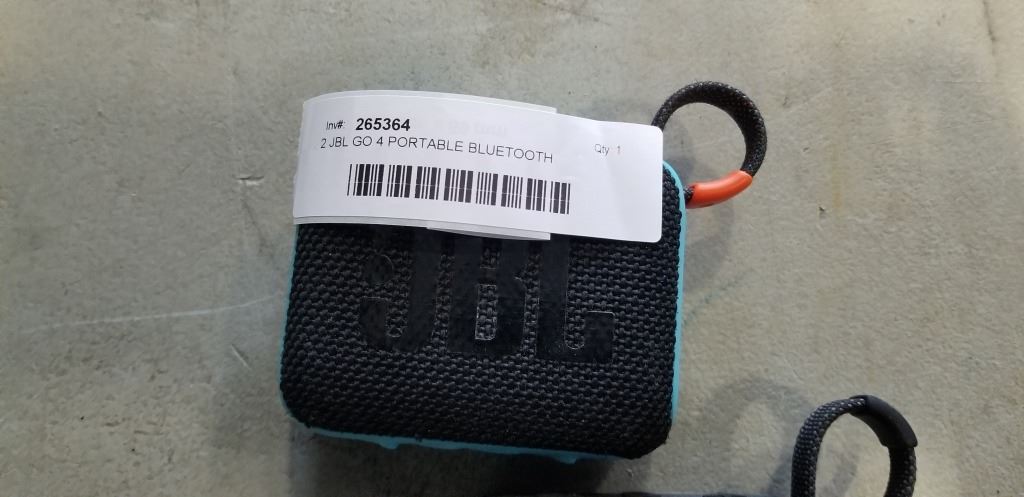 Inv#: 265364
2 JBL GO 4 PORTABLE BLUETOOTH
Qty 1
JBL